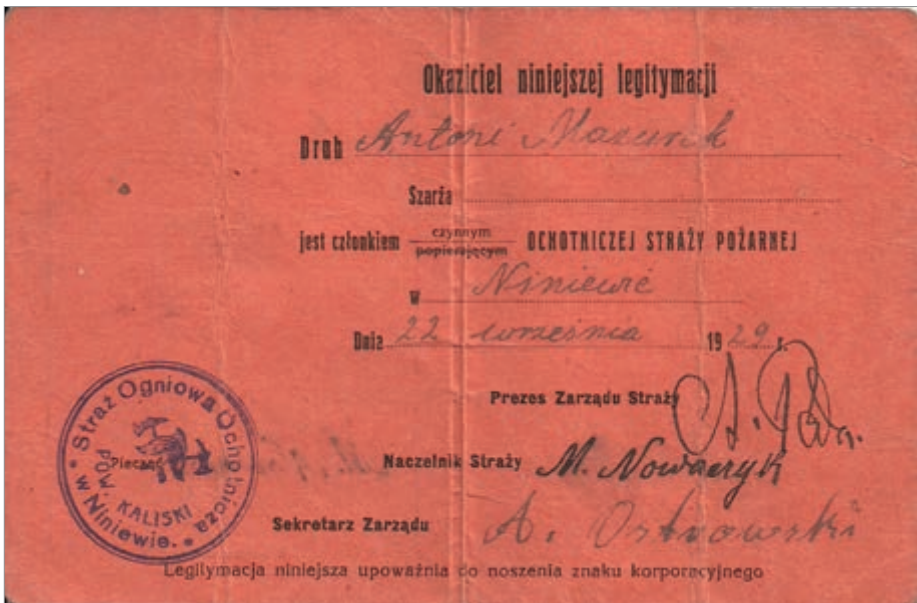 Okaziciel niniejszej legitymacji
Druh Antoni Mazurek
Szarża
jest członkiem czynnym OCHOTNICZEJ STRAŻY POŻARNEJ
popierającym
w Niniewie
Dnia 22 września 1929 r.
Prezes Zarządu Straży
Naczelnik Straży M. Nowaczyk
Sekretarz Zarządu A. Ostrowski
Straż Ogniowa Ochotnicza
w Niniewie.
POW. KALISKI
Pieczęć
Legitymacja niniejsza upoważnia do noszenia znaku korporacyjnego